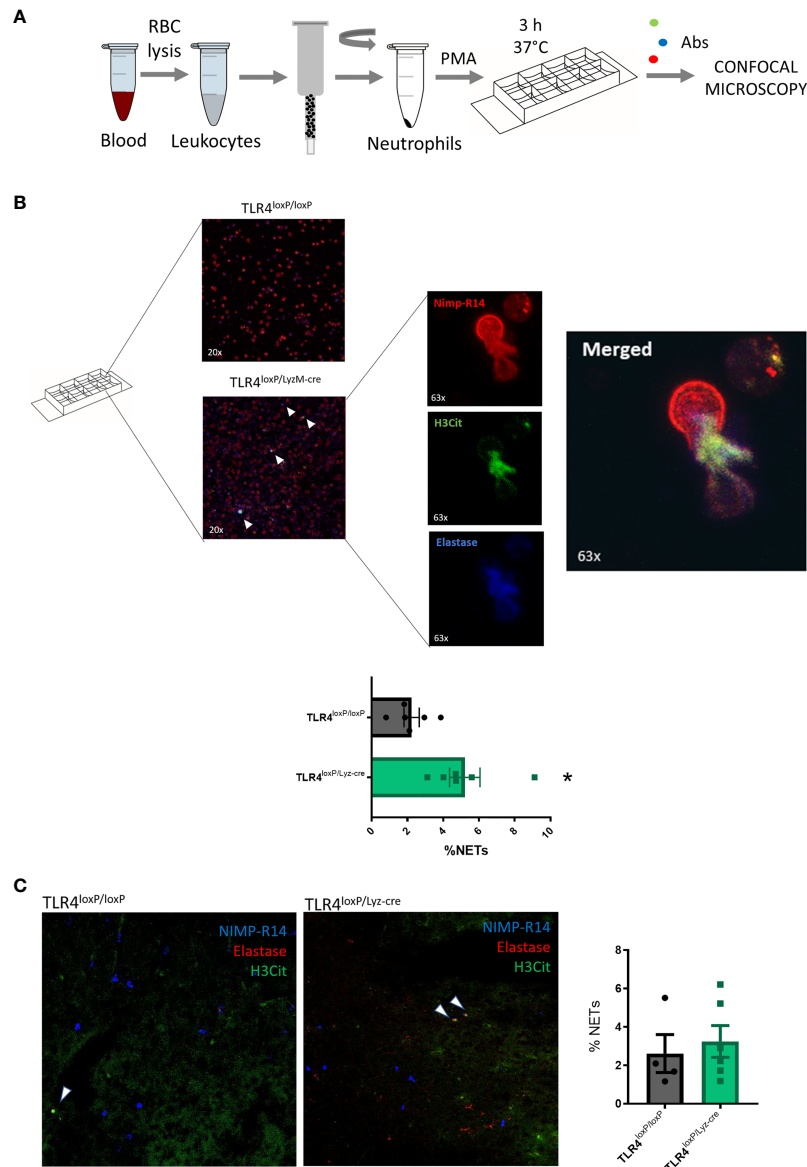 A
RBC
lysis
Blood
Leukocytes
Neutrophils
PMA
3 h
37°C
Abs
CONFOCAL
MICROSCOPY
B
TLR4loxP/loxP
20x
TLR4loxP/LyzM-cre
20x
Nimp-R14
63x
H3Cit
63x
Elastase
63x
Merged
63x
TLR4loxP/loxP
TLR4loxP/Lyz-cre
*
0 2 4 6 8 10
%NETs
C
TLR4loxP/loxP
NIMP-R14
Elastase
H3Cit
TLR4loxP/Lyz-cre
NIMP-R14
Elastase
H3Cit
% NETs
8
6
4
2
0
TLR4loxP/loxP
TLR4loxP/Lyz-cre